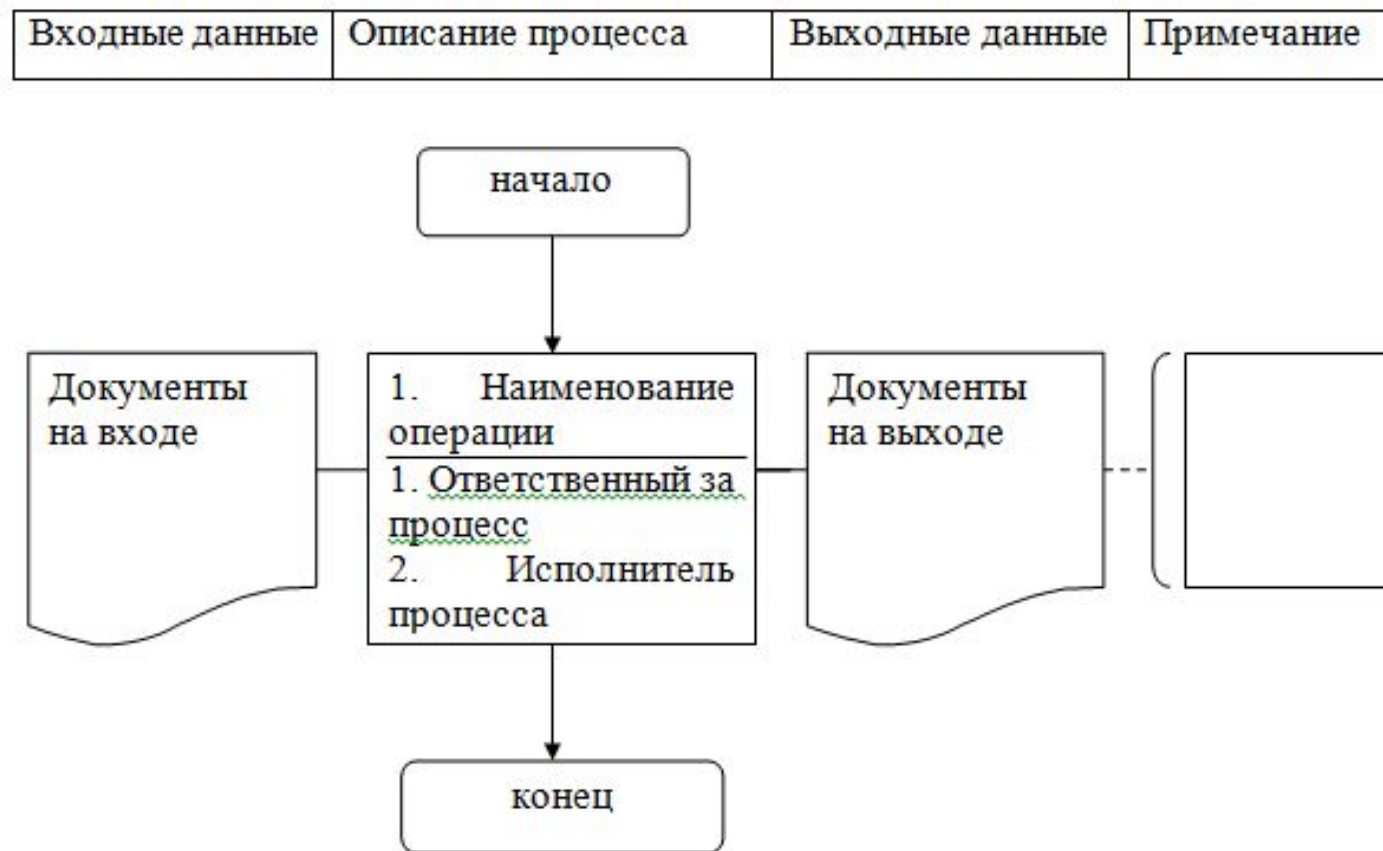 Входные данные
Описание процесса
Выходные данные
Примечание
начало
Документы
на входе
1. Наименование
операции
1. Ответственный за
процесс
2. Исполнитель
процесса
Документы
на выходе
конец